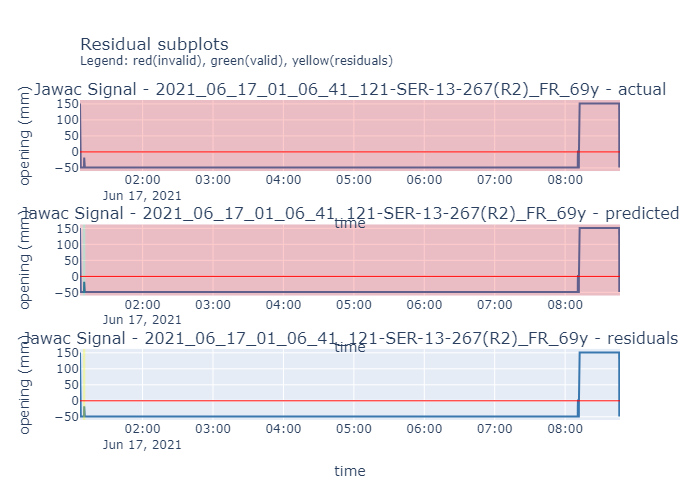 Residual subplots
Legend: red(invalid), green(valid), yellow(residuals)
Jawac Signal - 2021_06_17_01_06_41_121-SER-13-267(R2)_FR_69y - actual
opening (mm)
150
100
50
0
−50
02:00 03:00 04:00 05:00 06:00 07:00 08:00
Jun 17, 2021
time
Jawac Signal - 2021_06_17_01_06_41_121-SER-13-267(R2)_FR_69y - predicted
opening (mm)
150
100
50
0
−50
02:00 03:00 04:00 05:00 06:00 07:00 08:00
Jun 17, 2021
time
Jawac Signal - 2021_06_17_01_06_41_121-SER-13-267(R2)_FR_69y - residuals
opening (mm)
150
100
50
0
−50
02:00 03:00 04:00 05:00 06:00 07:00 08:00
Jun 17, 2021
time